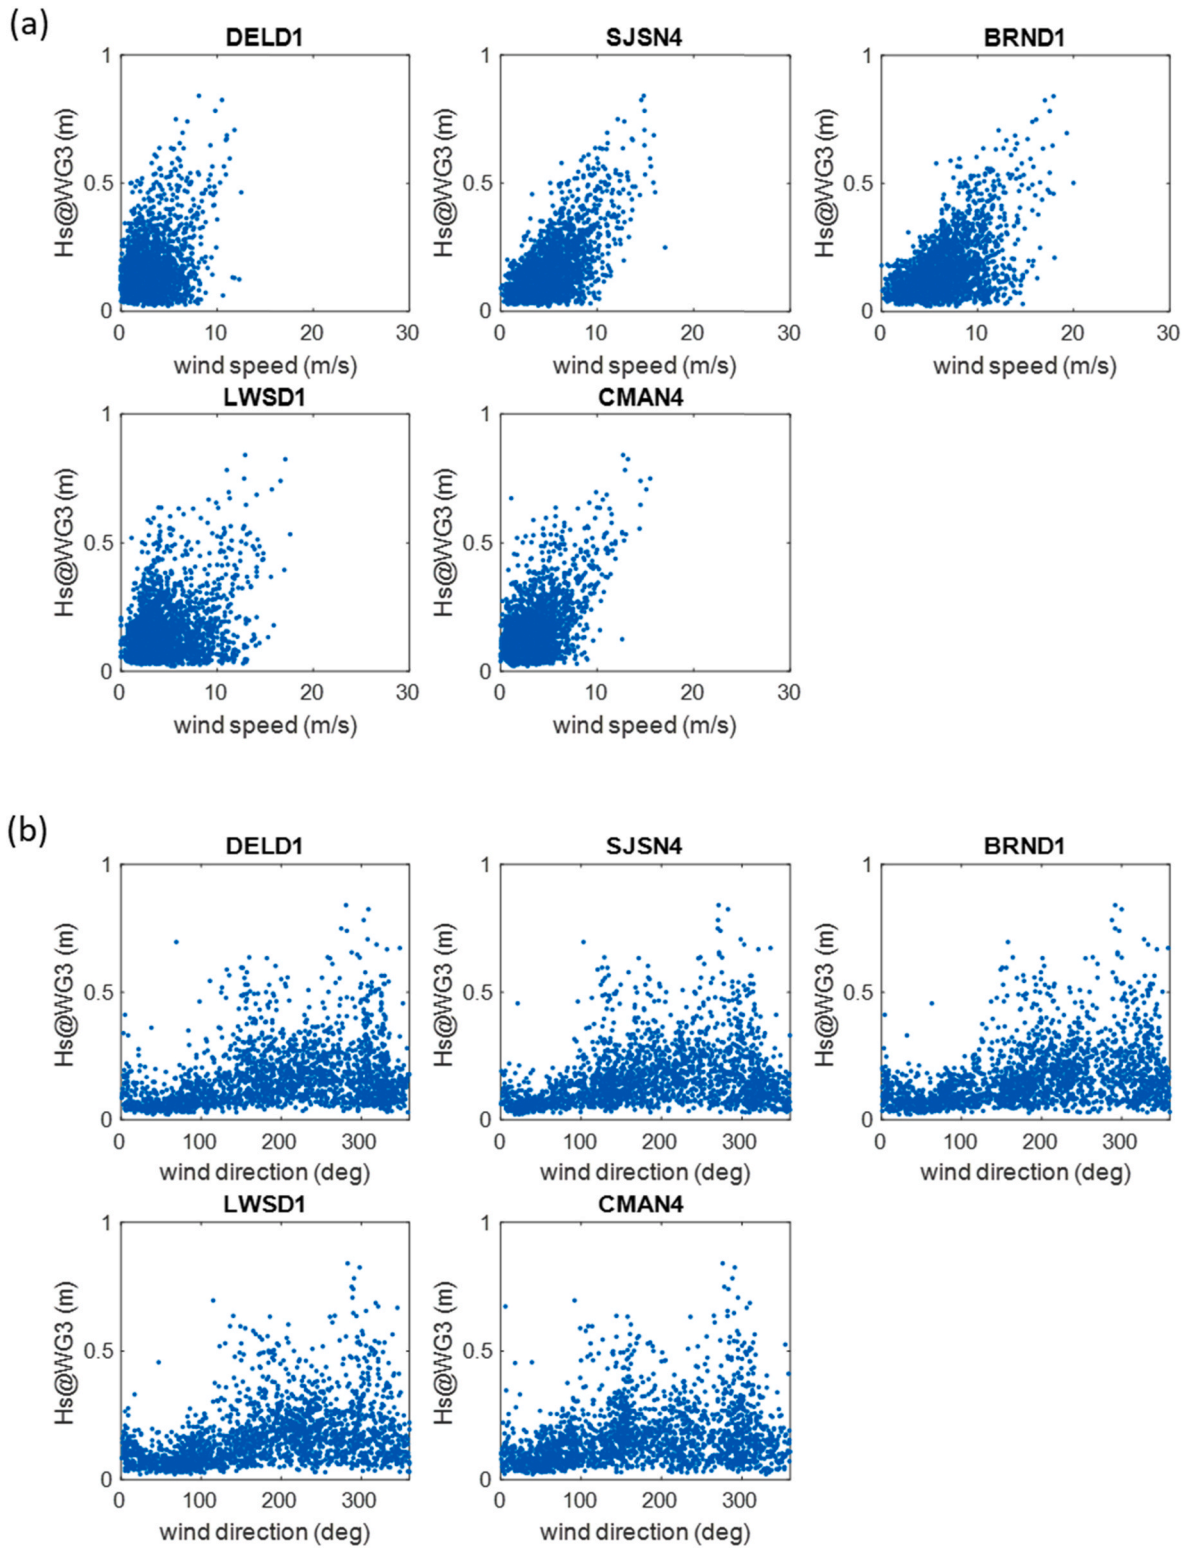 (a)
DELD1 SJSN4 BRND1
1 1 1
Hs@WG3 (m) Hs@WG3 (m) Hs@WG3 (m)
0.5 0.5 0.5
0 0 0
0 10 20 30 0 10 20 30 0 10 20 30
wind speed (m/s) wind speed (m/s) wind speed (m/s)
LWSD1 CMAN4
1 1
Hs@WG3 (m) Hs@WG3 (m)
0.5 0.5
0 0
0 10 20 30 0 10 20 30
wind speed (m/s) wind speed (m/s)
(b)
DELD1 SJSN4 BRND1
1 1 1
Hs@WG3 (m) Hs@WG3 (m) Hs@WG3 (m)
0.5 0.5 0.5
0 0 0
0 100 200 300 0 100 200 300 0 100 200 300
wind direction (deg) wind direction (deg) wind direction (deg)
LWSD1 CMAN4
1 1
Hs@WG3 (m) Hs@WG3 (m)
0.5 0.5
0 0
0 100 200 300 0 100 200 300
wind direction (deg) wind direction (deg)